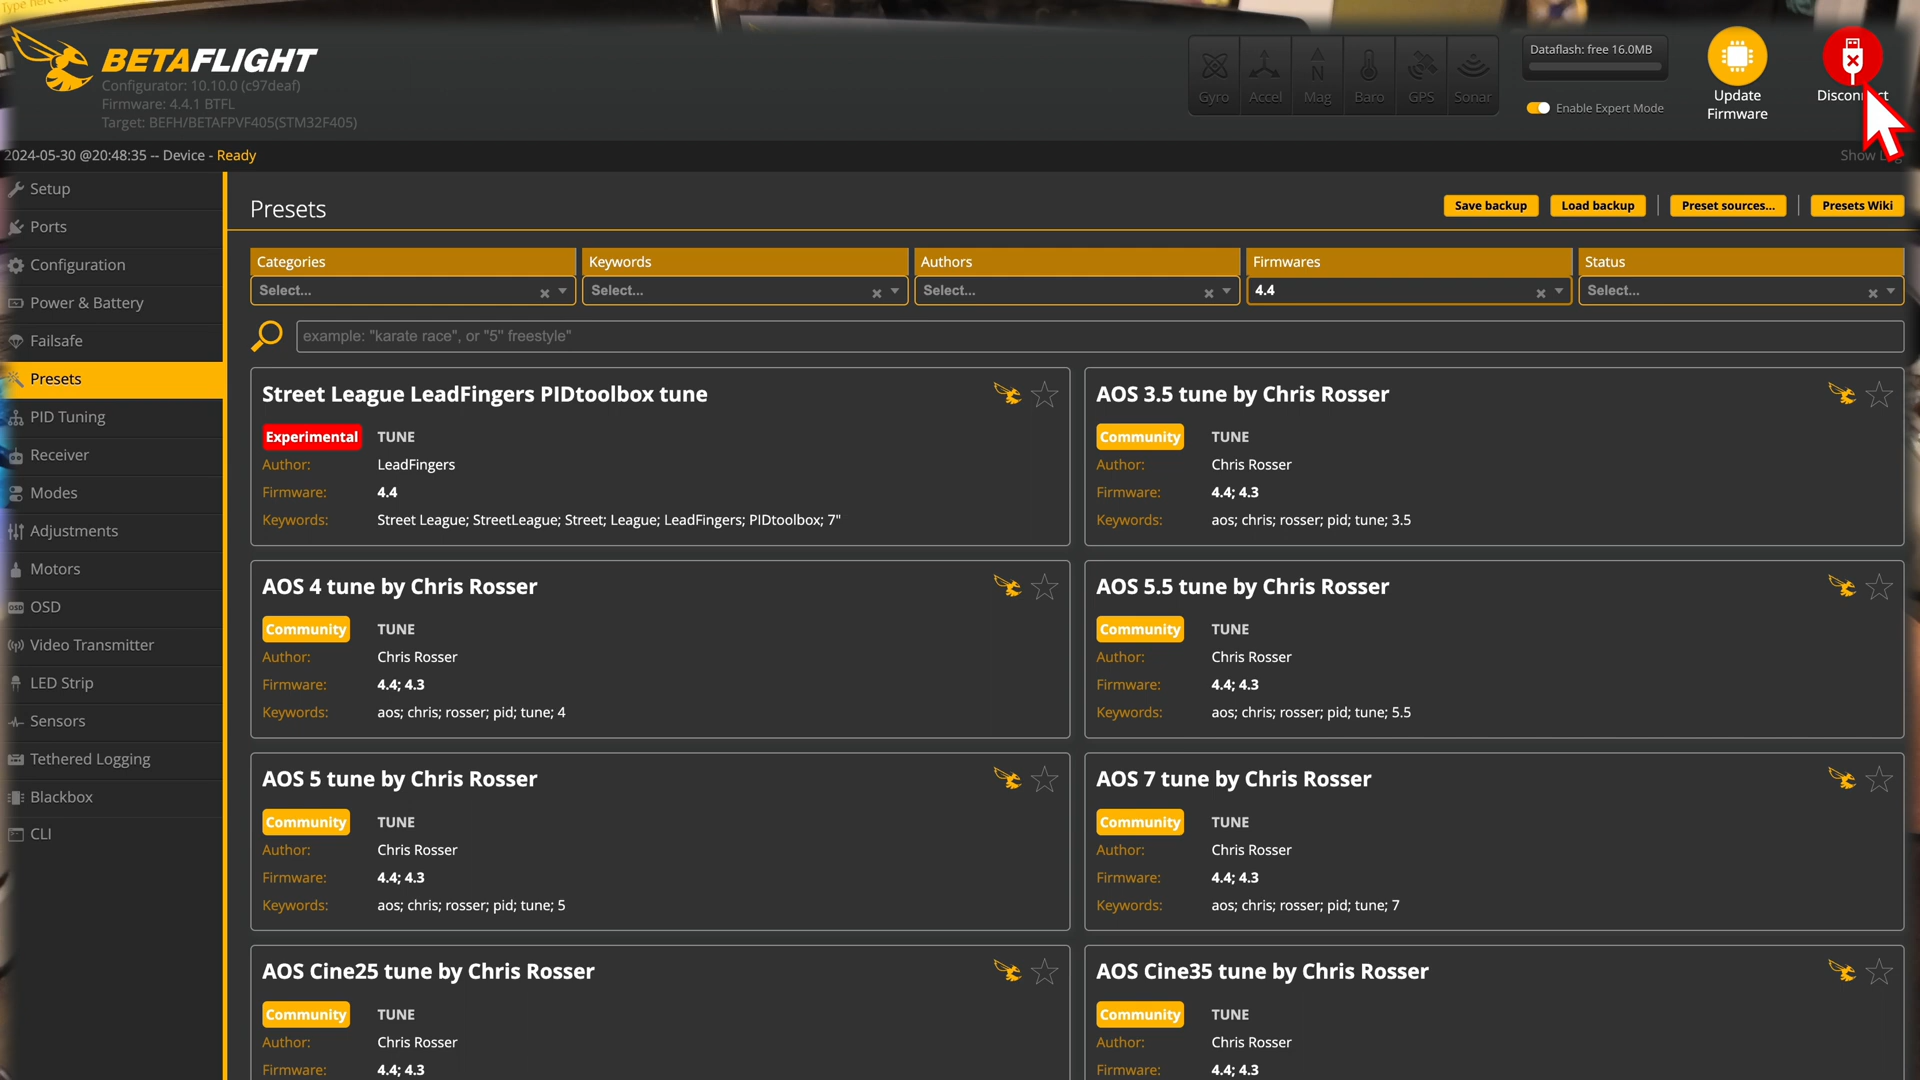 Type here to
BETAFLIGHT
Configurator: 10.10.0 (c97deaf)
Firmware: 4.4.1 BTFL
Target: BEFH/BETAFPVF405(STM32F405)
Gyro
Accel
N
Mag
Baro
GPS
Sonar
Dataflash: free 16.0MB
Enable Expert Mode
Update
Firmware
2024-05-30 @20:48:35 -- Device - Ready
Show
Setup
Ports
Configuration
Power & Battery
Failsafe
Presets
PID Tuning
Receiver
Modes
Adjustments
Motors
OSD
OSD
Video Transmitter
LED Strip
Sensors
Tethered Logging
Blackbox
CLI
Presets
Save backup
Load backup
Preset sources...
Presets Wiki
Categories
Keywords
Authors
Firmwares
Status
Select...
Select...
Select...
4.4
Select...
example: "karate race", or "5'' freestyle"
Street League LeadFingers PIDtoolbox tune
Experimental TUNE
Author: LeadFingers
Firmware: 4.4
Keywords: Street League; StreetLeague; Street; League; LeadFingers; PIDtoolbox; 7"
AOS 3.5 tune by Chris Rosser
Community TUNE
Author: Chris Rosser
Firmware: 4.4; 4.3
Keywords: aos; chris; rosser; pid; tune; 3.5
AOS 4 tune by Chris Rosser
Community TUNE
Author: Chris Rosser
Firmware: 4.4; 4.3
Keywords: aos; chris; rosser; pid; tune; 4
AOS 5.5 tune by Chris Rosser
Community TUNE
Author: Chris Rosser
Firmware: 4.4; 4.3
Keywords: aos; chris; rosser; pid; tune; 5.5
AOS 5 tune by Chris Rosser
Community TUNE
Author: Chris Rosser
Firmware: 4.4; 4.3
Keywords: aos; chris; rosser; pid; tune; 5
AOS 7 tune by Chris Rosser
Community TUNE
Author: Chris Rosser
Firmware: 4.4; 4.3
Keywords: aos; chris; rosser; pid; tune; 7
AOS Cine25 tune by Chris Rosser
Community TUNE
Author: Chris Rosser
Firmware: 4.4; 4.3
AOS Cine35 tune by Chris Rosser
Community TUNE
Author: Chris Rosser
Firmware: 4.4; 4.3